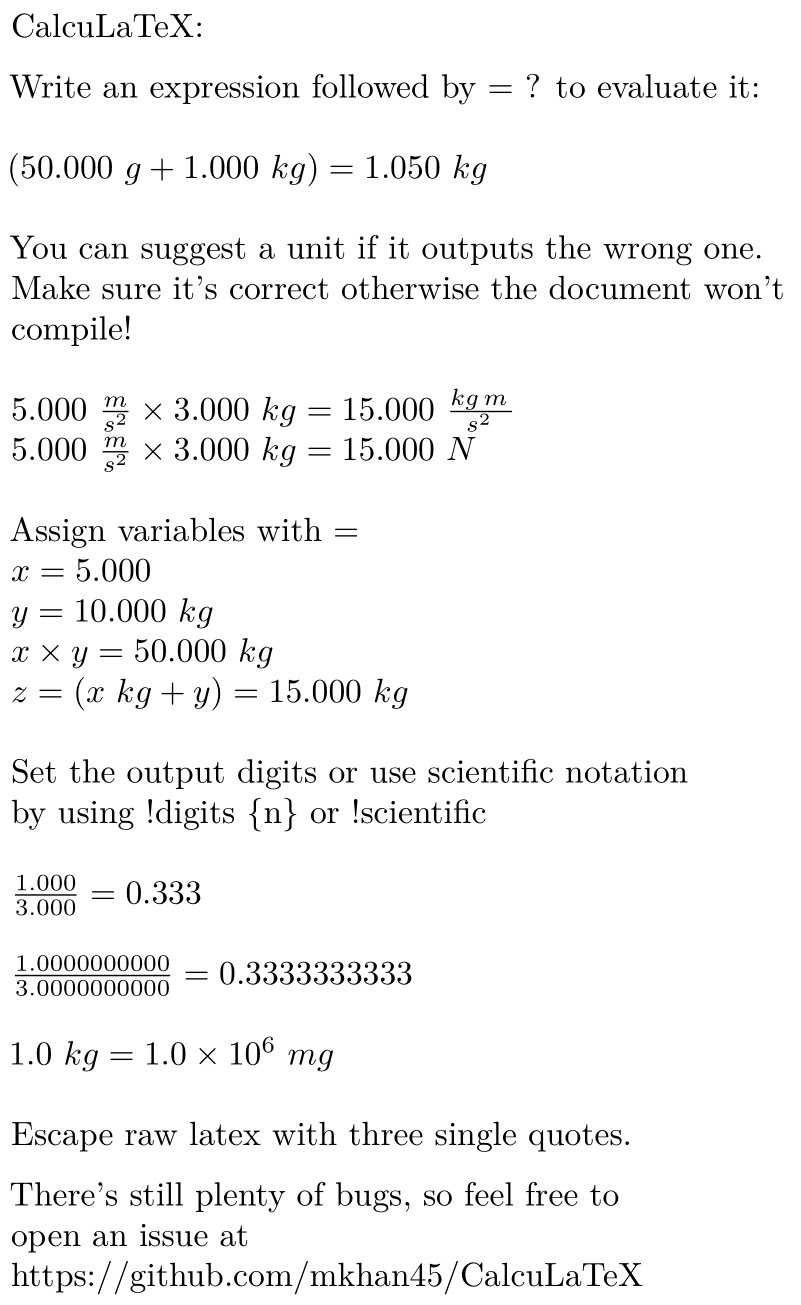 CalcuLaTeX:
Write an expression followed by = ? to evaluate it:
(50.000 g + 1.000 kg) = 1.050 kg
You can suggest a unit if it outputs the wrong one.
Make sure it's correct otherwise the document won't
compile!
5.000 \frac{m}{s^2} × 3.000 kg = 15.000 \frac{kg m}{s^2}
5.000 \frac{m}{s^2} × 3.000 kg = 15.000 N
Assign variables with =
x = 5.000
y = 10.000 kg
x × y = 50.000 kg
z = (x kg + y) = 15.000 kg
Set the output digits or use scientific notation
by using !digits {n} or !scientific
\frac{1.000}{3.000} = 0.333
\frac{1.0000000000}{3.0000000000} = 0.3333333333
1.0 kg = 1.0 × 10^6 mg
Escape raw latex with three single quotes.
There's still plenty of bugs, so feel free to
open an issue at
https://github.com/mkhan45/CalcuLaTeX